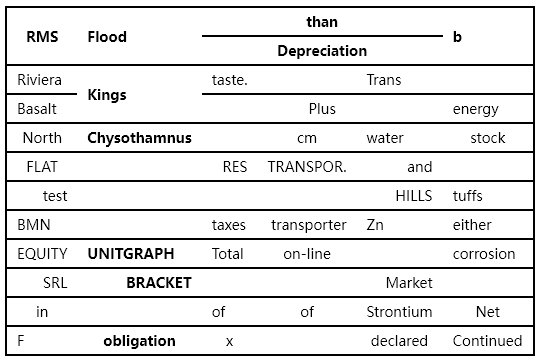 than
RMS Flood b
Depreciation
Riviera taste. Trans
Kings
Basalt Plus energy
North Chysothamnus cm water stock
FLAT RES TRANSPOR. and
test HILLS tuffs
BMN taxes transporter Zn either
EQUITY UNITGRAPH Total on-line corrosion
SRL BRACKET Market
in of of Strontium Net
F obligation x declared Continued